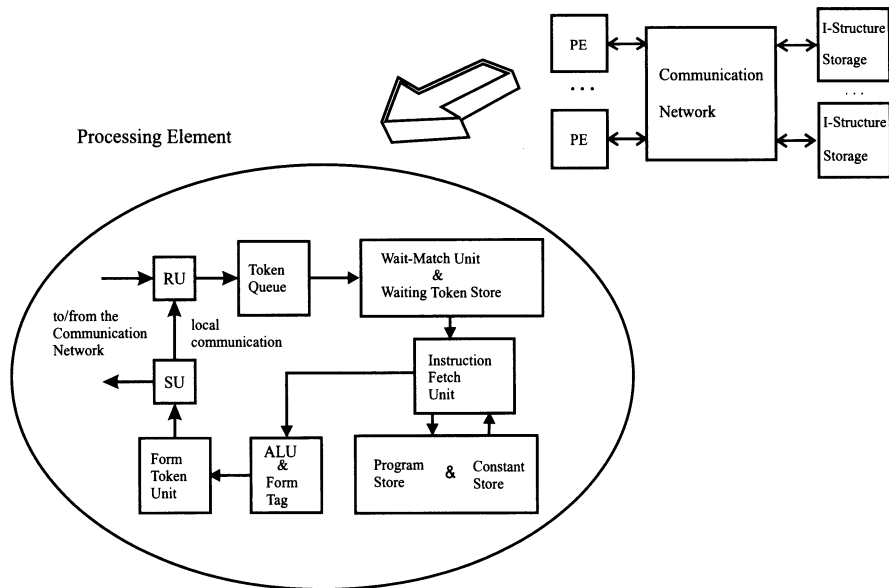 PE
Communication
Network
I-Structure
Storage
. . .
. . .
PE
I-Structure
Storage
Processing Element
RU
Token
Queue
Wait-Match Unit
&
Waiting Token Store
to/from the
Communication
Network
local
communication
SU
Instruction
Fetch
Unit
Form
Token
Unit
ALU
&
Form
Tag
Program
Store
&
Constant
Store